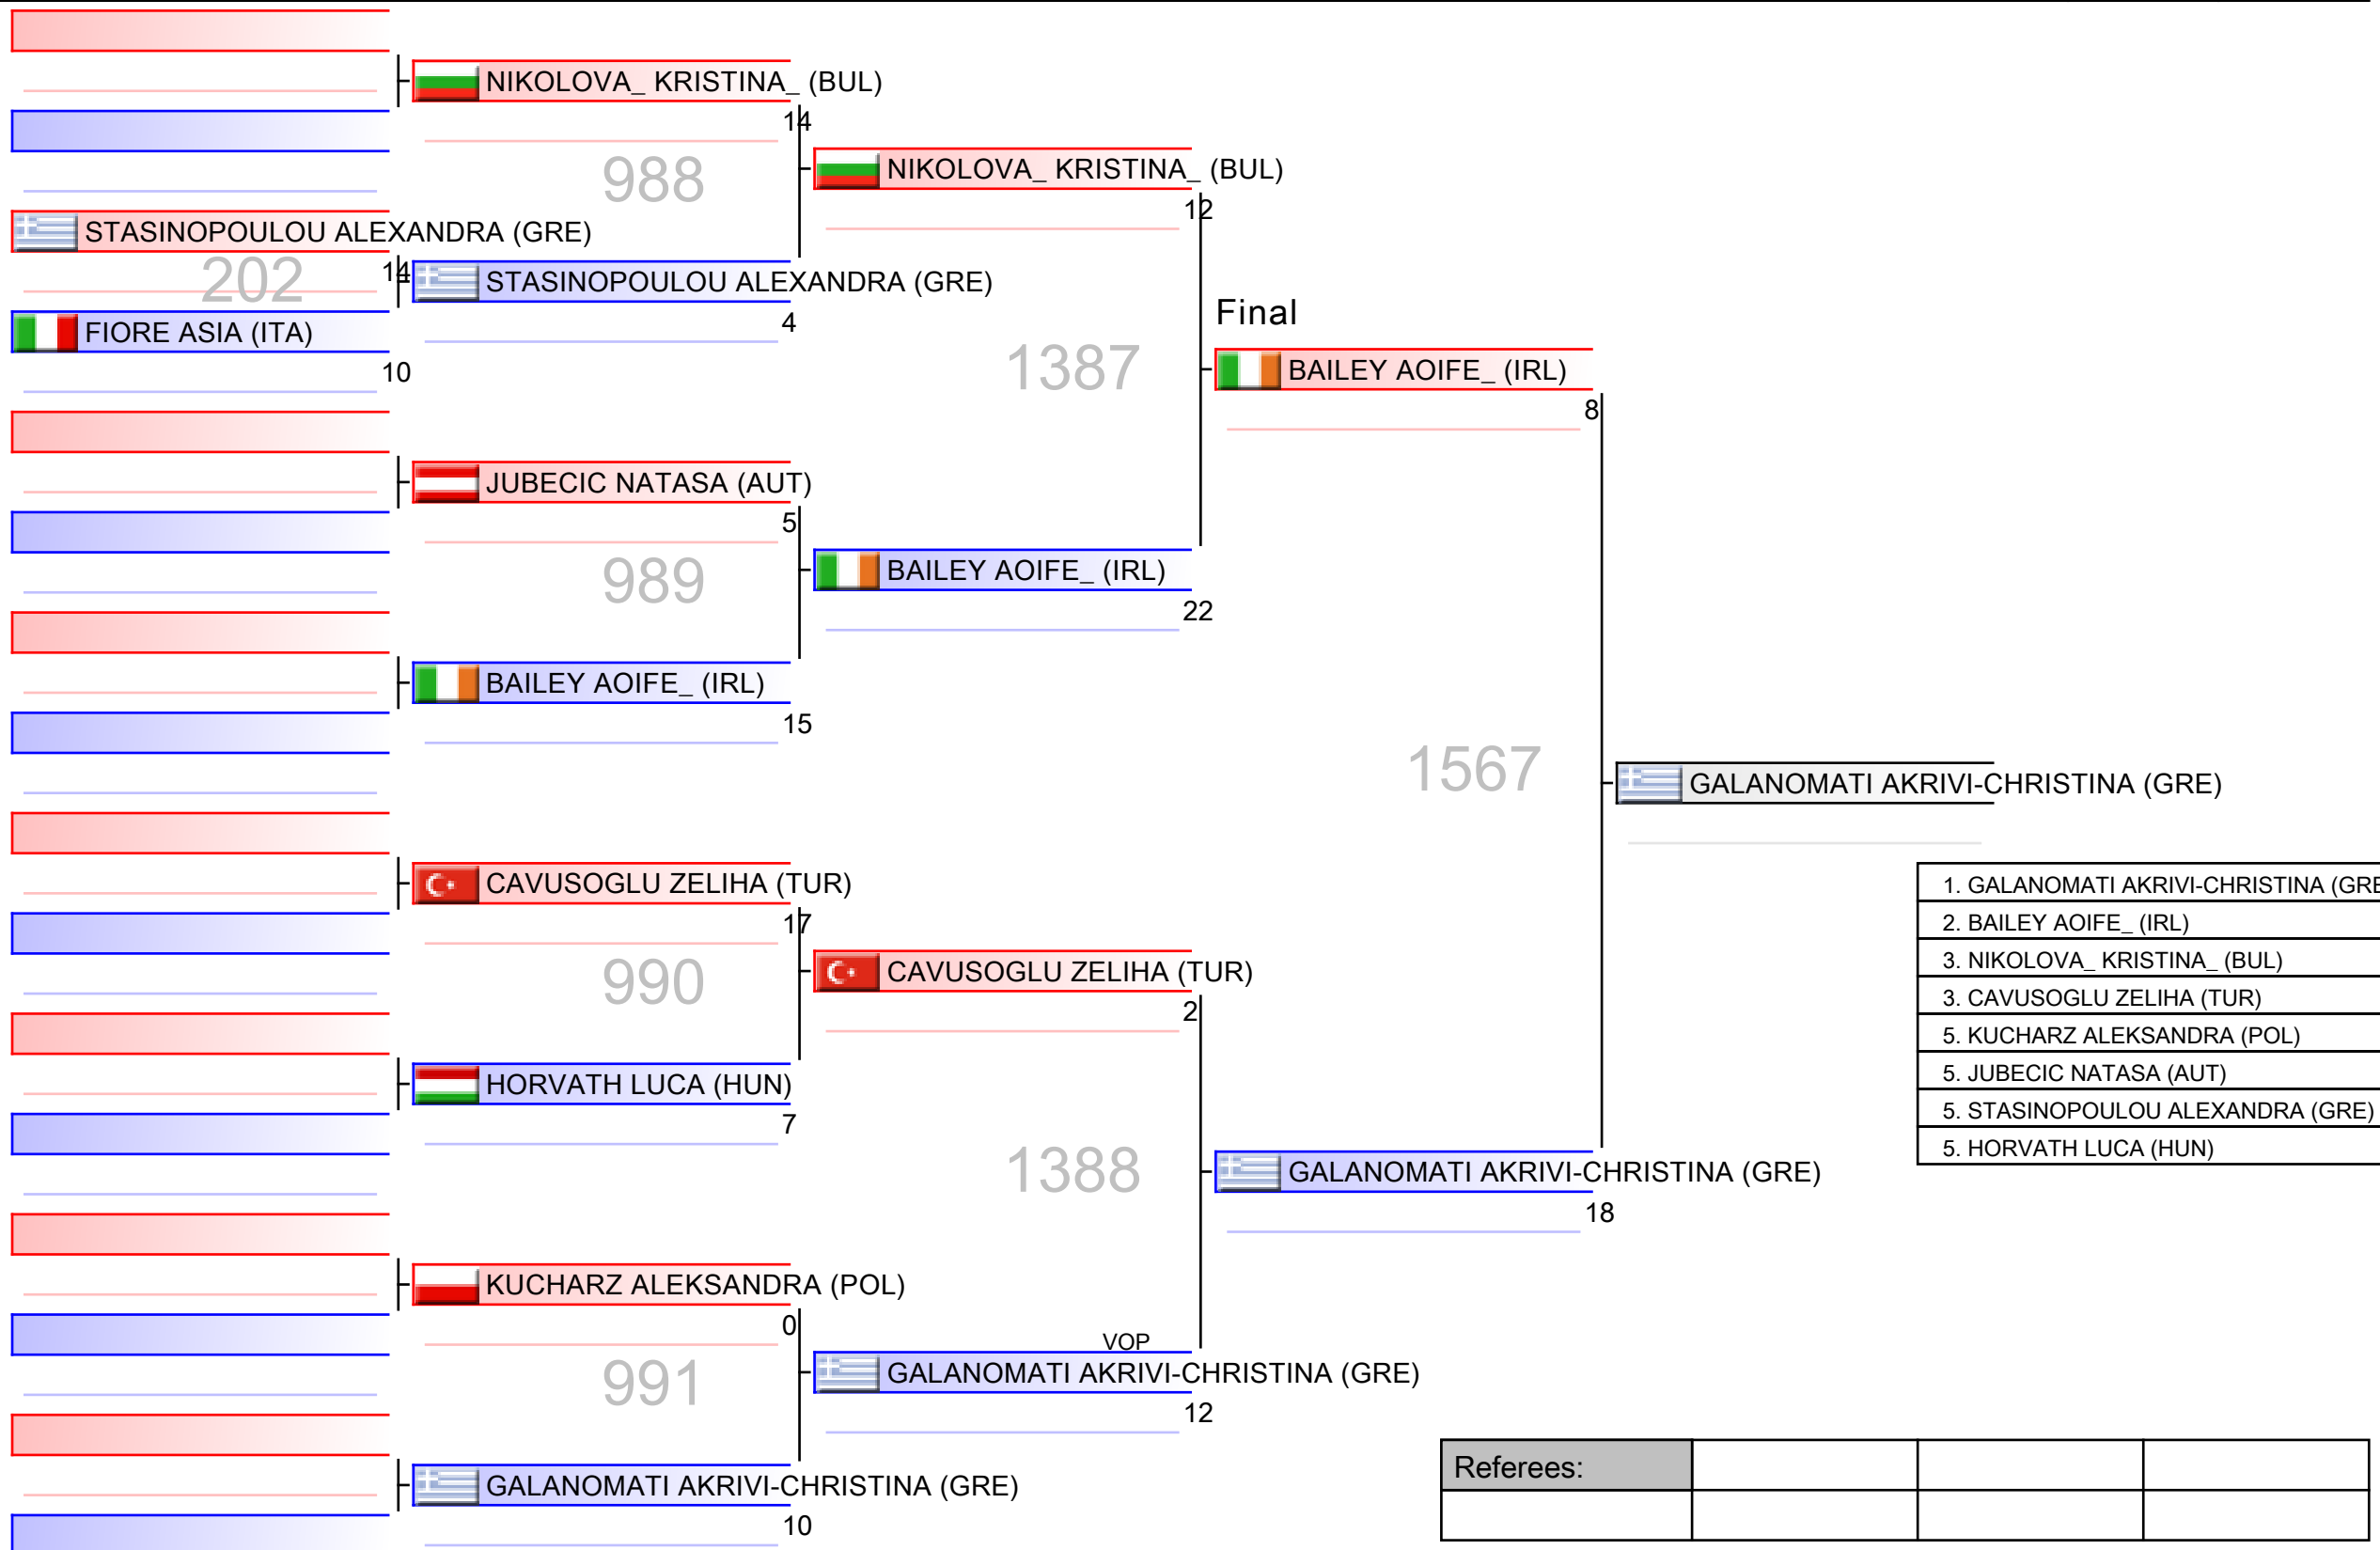 NIKOLOVA_ KRISTINA_ (BUL)
14
988
NIKOLOVA_ KRISTINA_ (BUL)
12
STASINOPOULOU ALEXANDRA (GRE)
202
14
STASINOPOULOU ALEXANDRA (GRE)
4
FIORE ASIA (ITA)
10
Final
1387
BAILEY AOIFE_ (IRL)
8
JUBECIC NATASA (AUT)
5
989
BAILEY AOIFE_ (IRL)
22
BAILEY AOIFE_ (IRL)
15
1567
GALANOMATI AKRIVI-CHRISTINA (GRE)
CAVUSOGLU ZELIHA (TUR)
17
990
CAVUSOGLU ZELIHA (TUR)
2
HORVATH LUCA (HUN)
7
1388
GALANOMATI AKRIVI-CHRISTINA (GRE)
18
KUCHARZ ALEKSANDRA (POL)
0
991
VOP
GALANOMATI AKRIVI-CHRISTINA (GRE)
12
GALANOMATI AKRIVI-CHRISTINA (GRE)
10
1. GALANOMATI AKRIVI-CHRISTINA (GRE
2. BAILEY AOIFE_ (IRL)
3. NIKOLOVA_ KRISTINA_ (BUL)
3. CAVUSOGLU ZELIHA (TUR)
5. KUCHARZ ALEKSANDRA (POL)
5. JUBECIC NATASA (AUT)
5. STASINOPOULOU ALEXANDRA (GRE)
5. HORVATH LUCA (HUN)
Referees: